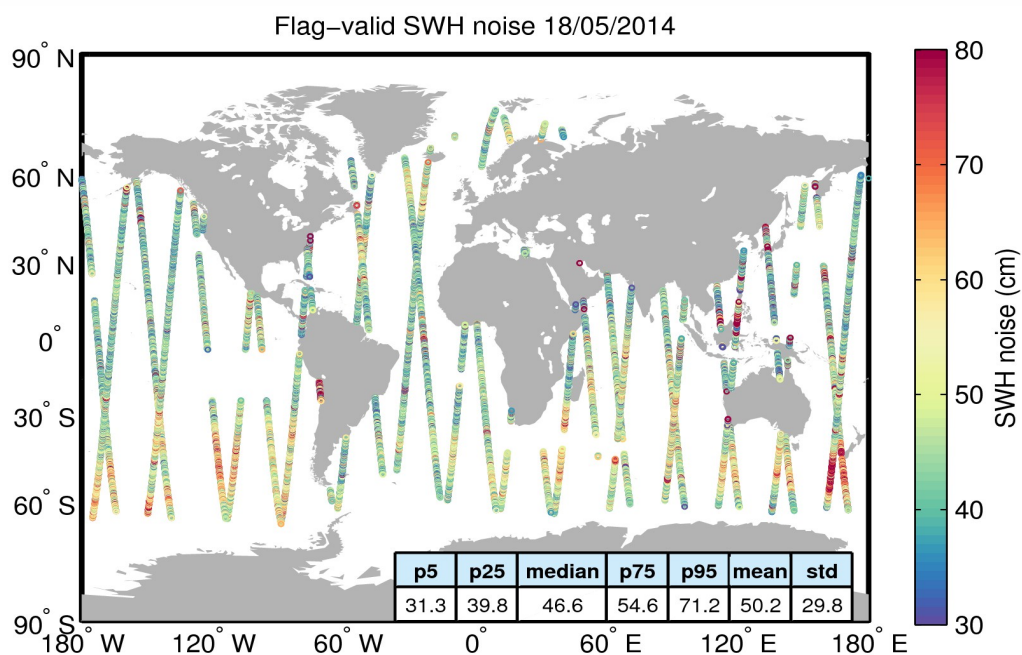 Flag−valid SWH noise 18/05/2014
90° N
60° N
30° N
0°
30° S
60° S
90° S
180° W
120° W
60° W
0°
60° E
120° E
180° E
80
70
60
50
40
30
SWH noise (cm)
p5 p25 median p75 p95 mean std
31.3 39.8 46.6 54.6 71.2 50.2 29.8